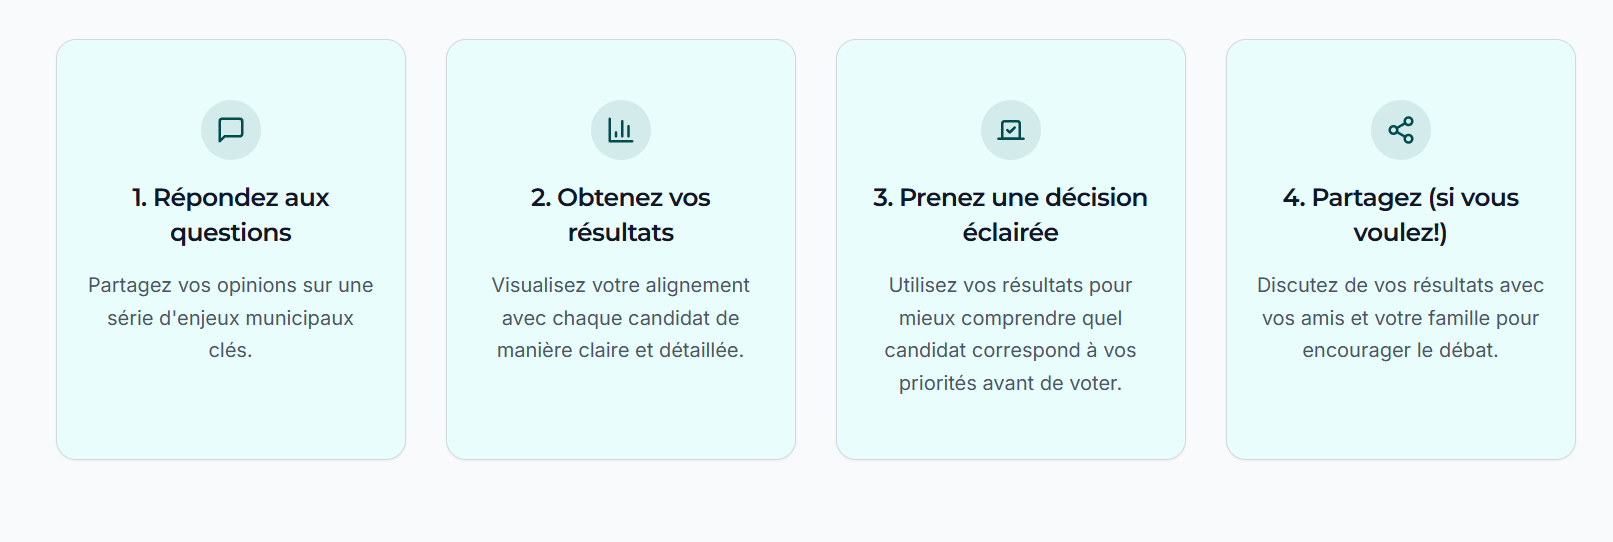 1. Répondez aux
questions
Partagez vos opinions sur une
série d'enjeux municipaux
clés.
2. Obtenez vos
résultats
Visualisez votre alignement
avec chaque candidat de
manière claire et détaillée.
3. Prenez une décision
éclairée
Utilisez vos résultats pour
mieux comprendre quel
candidat correspond à vos
priorités avant de voter.
4. Partagez (si vous
voulez!)
Discutez de vos résultats avec
vos amis et votre famille pour
encourager le débat.